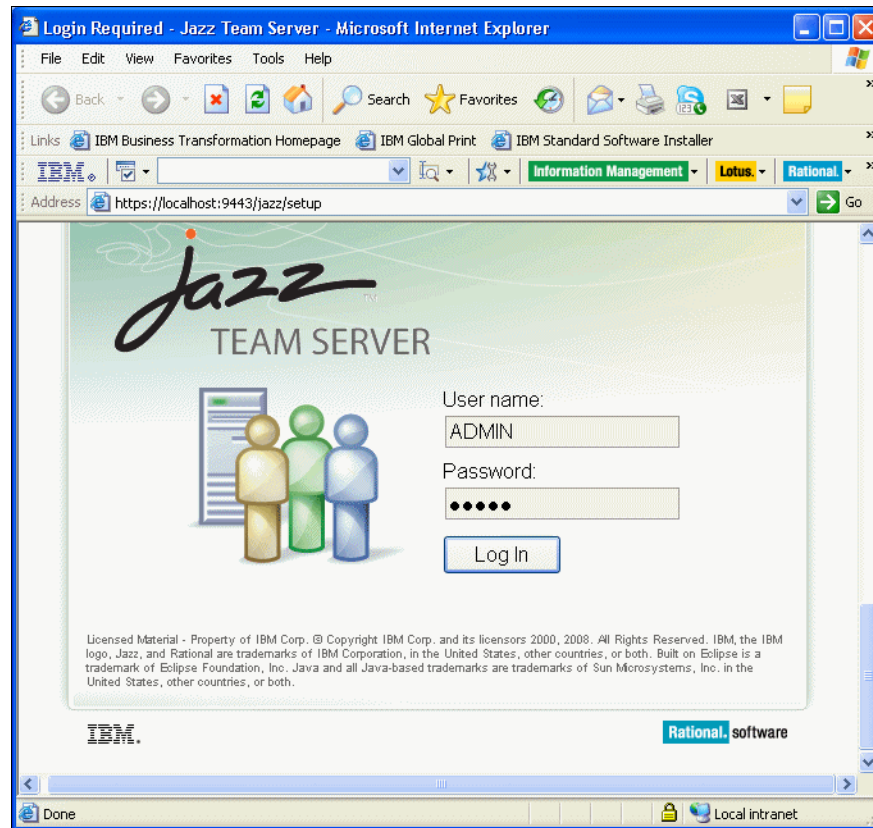 Login Required - Jazz Team Server - Microsoft Internet Explorer
File Edit View Favorites Tools Help
Back Search Favorites
Links IBM Business Transformation Homepage IBM Global Print IBM Standard Software Installer »
IBM® Information Management Lotus. Rational. »
Address https://localhost:9443/jazz/setup Go
jazz™
TEAM SERVER
User name:
ADMIN
Password:
●●●●●
Log In
Licensed Material - Property of IBM Corp. © Copyright IBM Corp. and its licensors 2000, 2008. All Rights Reserved. IBM, the IBM
logo, Jazz, and Rational are trademarks of IBM Corporation, in the United States, other countries, or both. Built on Eclipse is a
trademark of Eclipse Foundation, Inc. Java and all Java-based trademarks are trademarks of Sun Microsystems, Inc. in the
United States, other countries, or both.
IBM. Rational. software
Done Local intranet